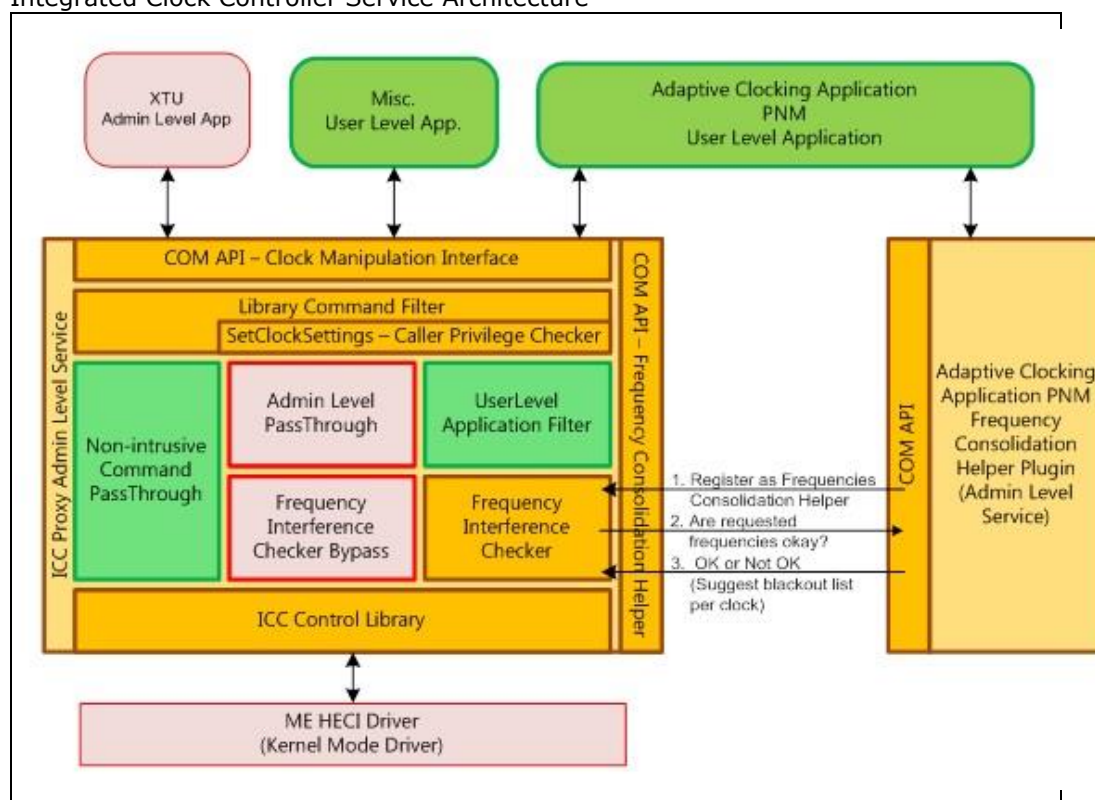 Integrated Clock Controller Service Architecture
XTU
Admin Level App
Misc.
User Level App.
Adaptive Clocking Application
PNM
User Level Application
ICC Proxy Admin Level Service
COM API – Clock Manipulation Interface
Library Command Filter
SetClockSettings – Caller Privilege Checker
Non-intrusive
Command
PassThrough
Admin Level
PassThrough
UserLevel
Application Filter
Frequency
Interference
Checker Bypass
Frequency
Interference
Checker
ICC Control Library
COM API – Frequency Consolidation Helper
1. Register as Frequencies
Consolidation Helper
2. Are requested
frequencies okay?
3. OK or Not OK
(Suggest blackout list
per clock)
COM API
Adaptive Clocking
Application PNM
Frequency
Consolidation
Helper Plugin
(Admin Level
Service)
ME HECI Driver
(Kernel Mode Driver)